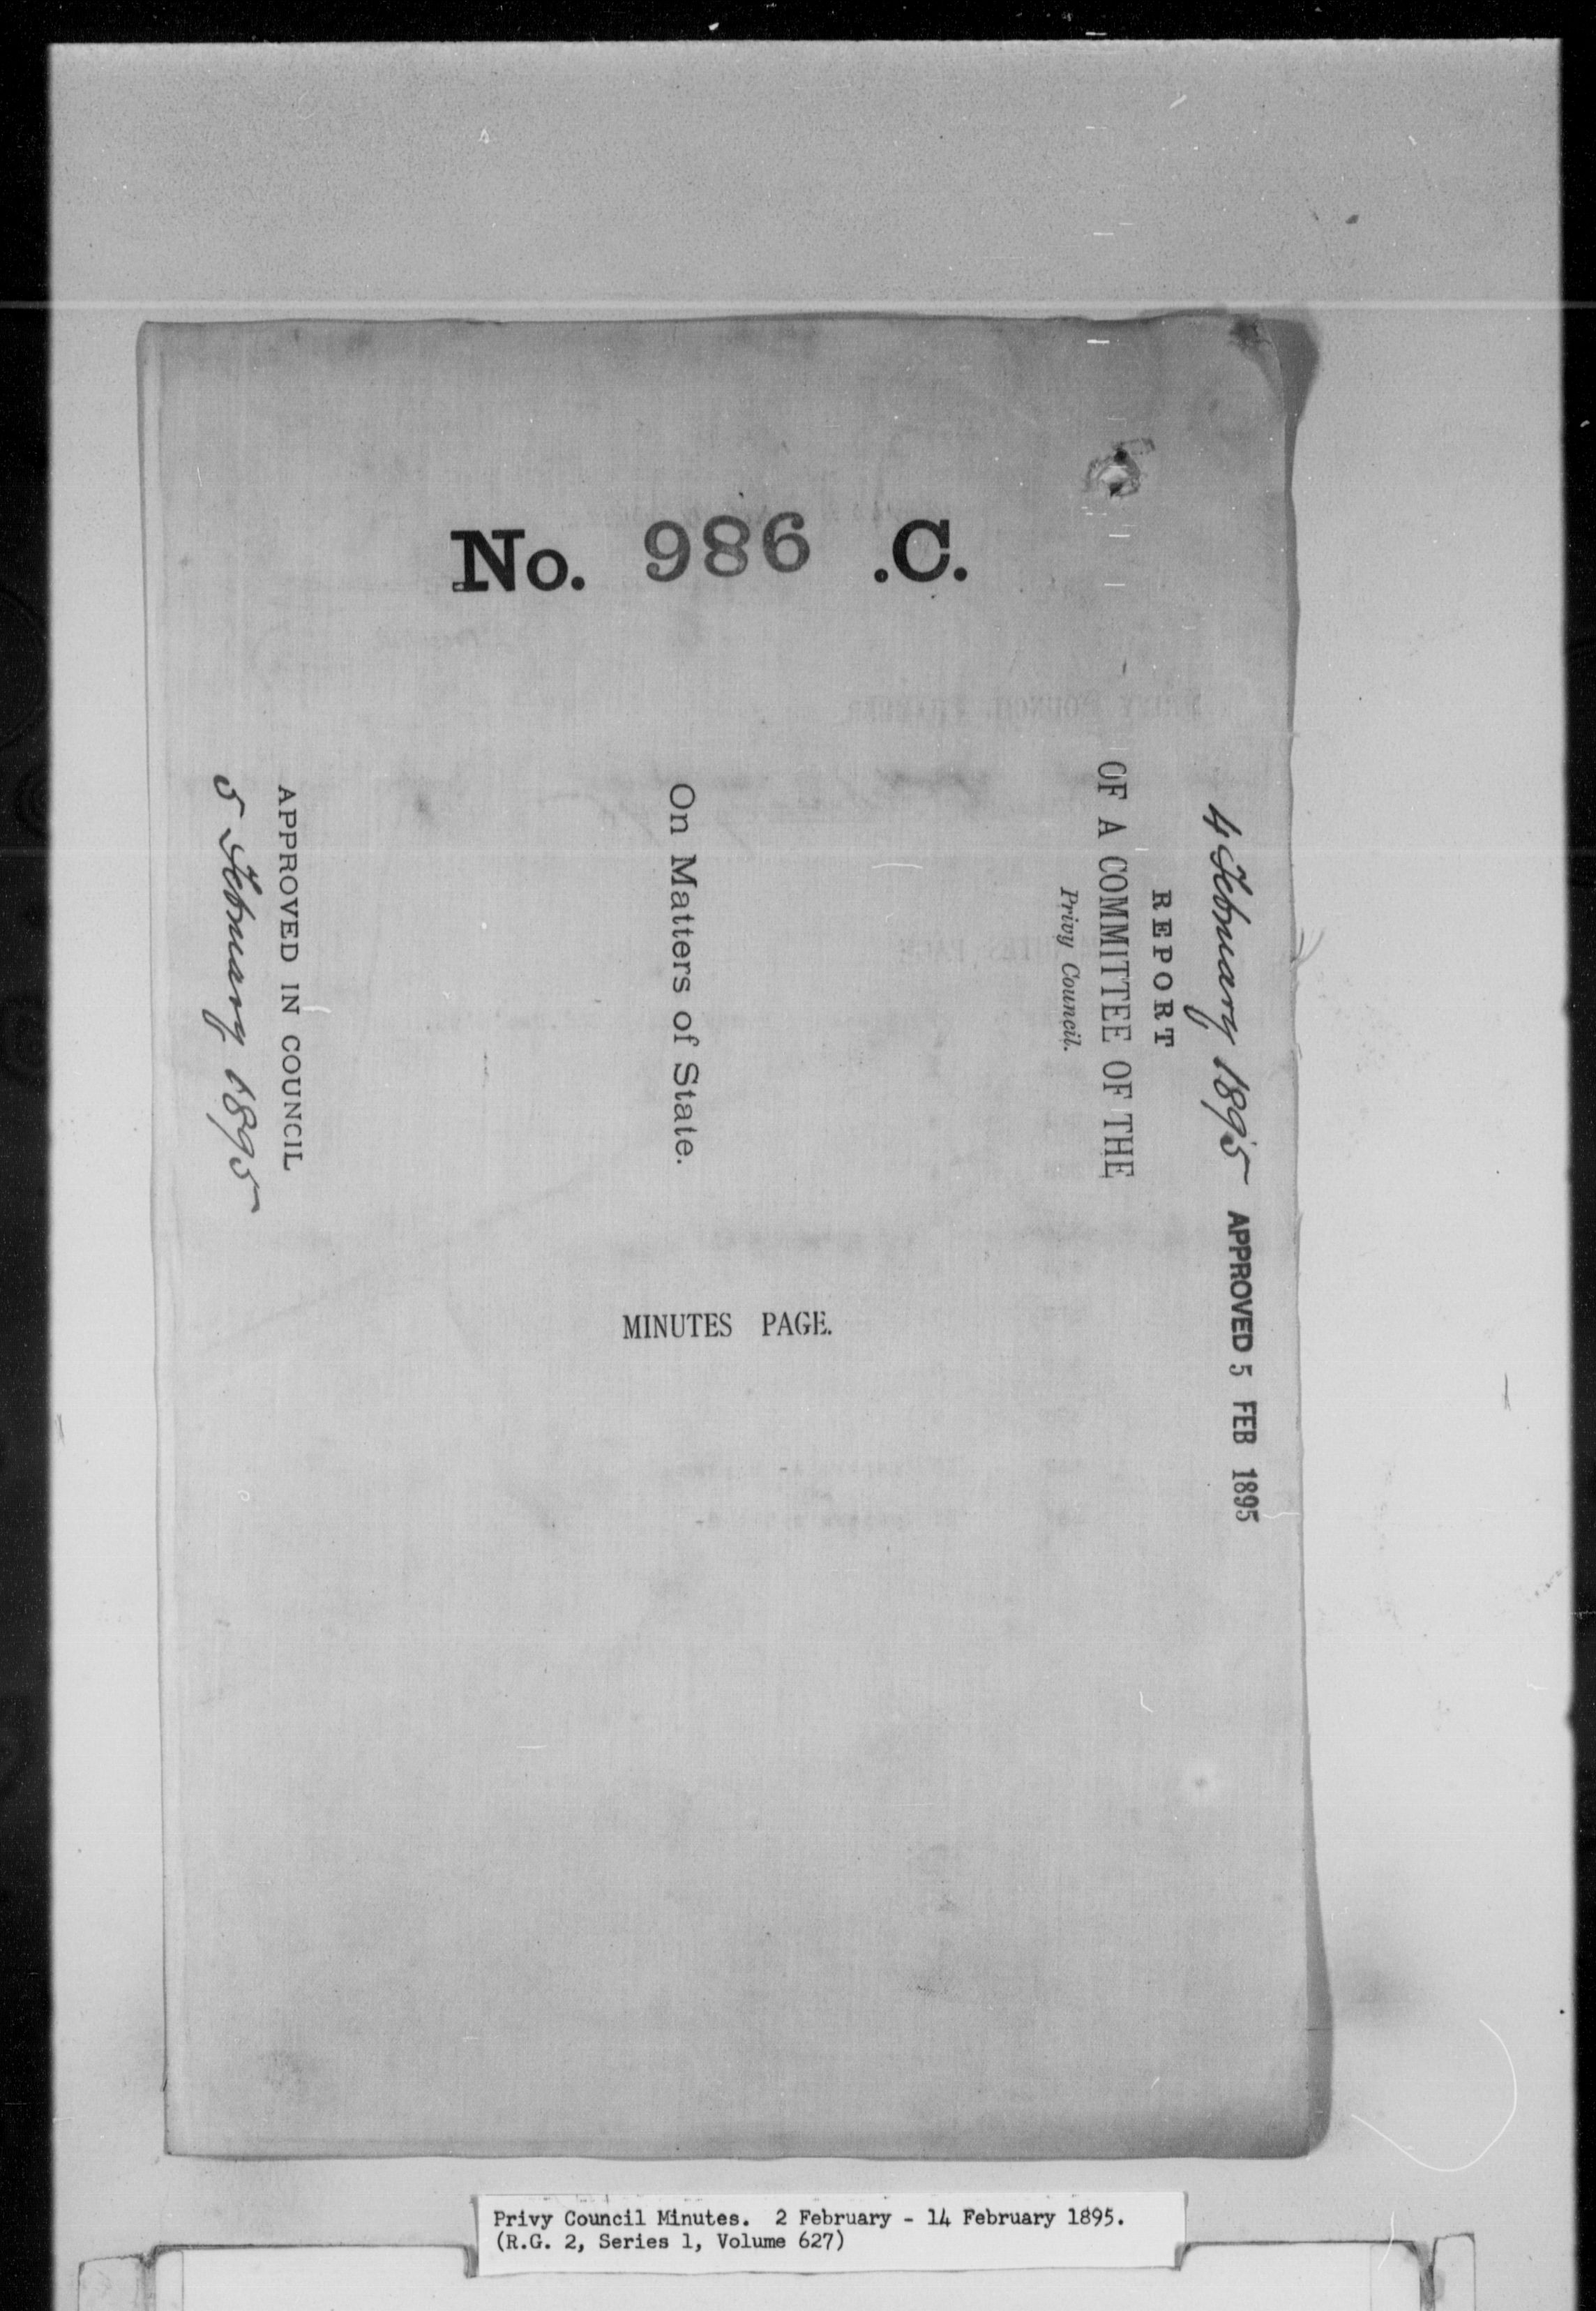 No. 986 .C.
4 February 1895 APPROVED 5 FEB 1895
REPORT
OF A COMMITTEE OF THE
Privy Council.
On Matters of State.
APPROVED IN COUNCIL
5 February 1895
MINUTES PAGE.
Privy Council Minutes. 2 February - 14 February 1895.
(R.G. 2, Series 1, Volume 627)